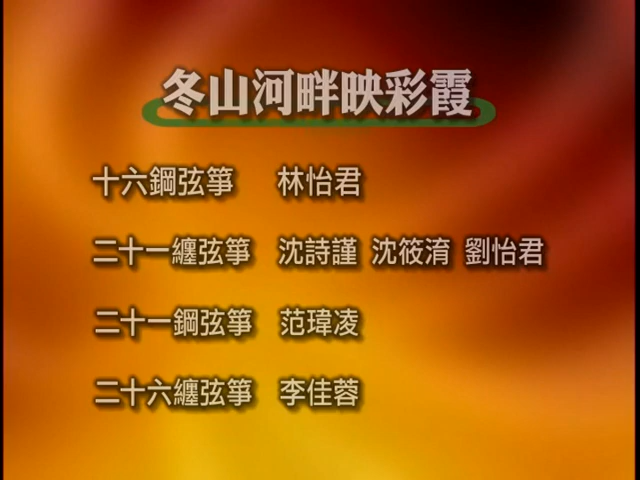 冬山河畔映彩霞
十六鋼弦箏 林怡君
二十一纏弦箏 沈詩謹 沈筱淯 劉怡君
二十一鋼弦箏 范瑋凌
二十六纏弦箏 李佳蓉